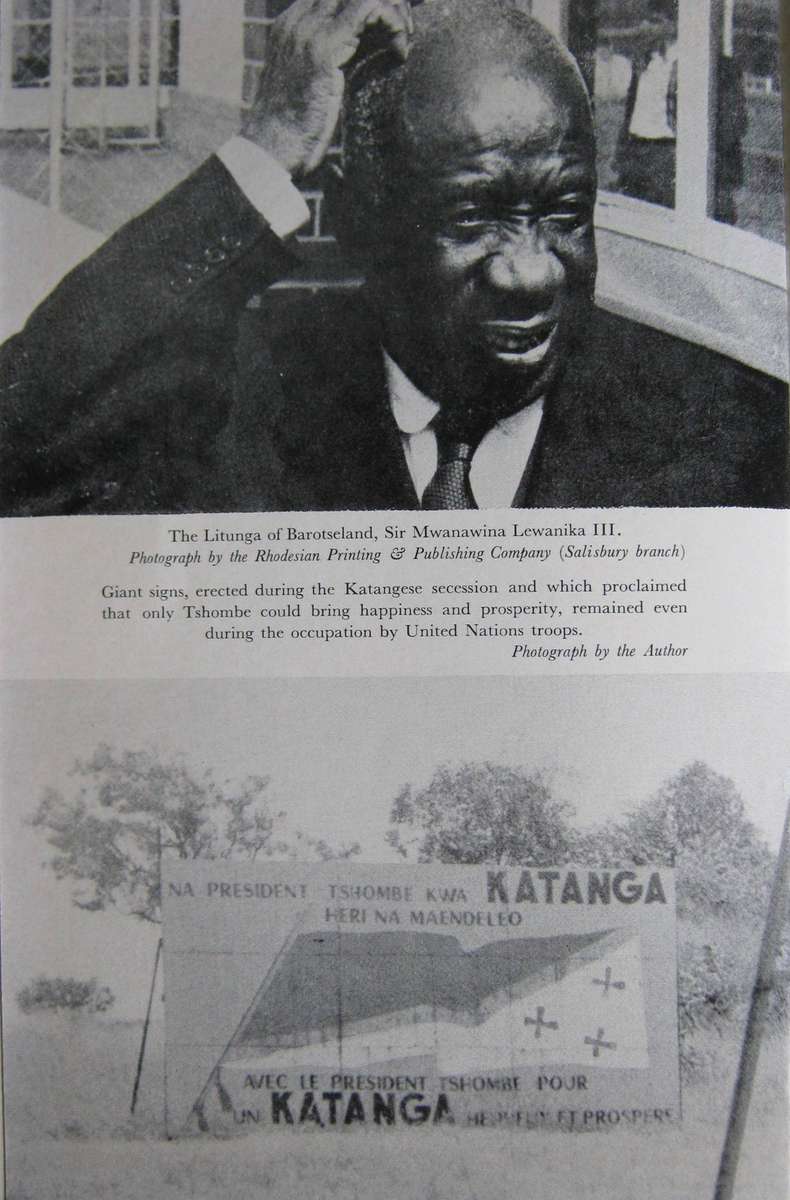 The Litunga of Barotseland, Sir Mwanawina Lewanika III.
Photograph by the Rhodesian Printing & Publishing Company (Salisbury branch)
Giant signs, erected during the Katangese secession and which proclaimed
that only Tshombe could bring happiness and prosperity, remained even
during the occupation by United Nations troops.
Photograph by the Author
NA PRESIDENT TSHOMBE KWA KATANGA
HERI NA MAENDELEO
AVEC LE PRESIDENT TSHOMBE POUR
UN KATANGA ET PROSPERE